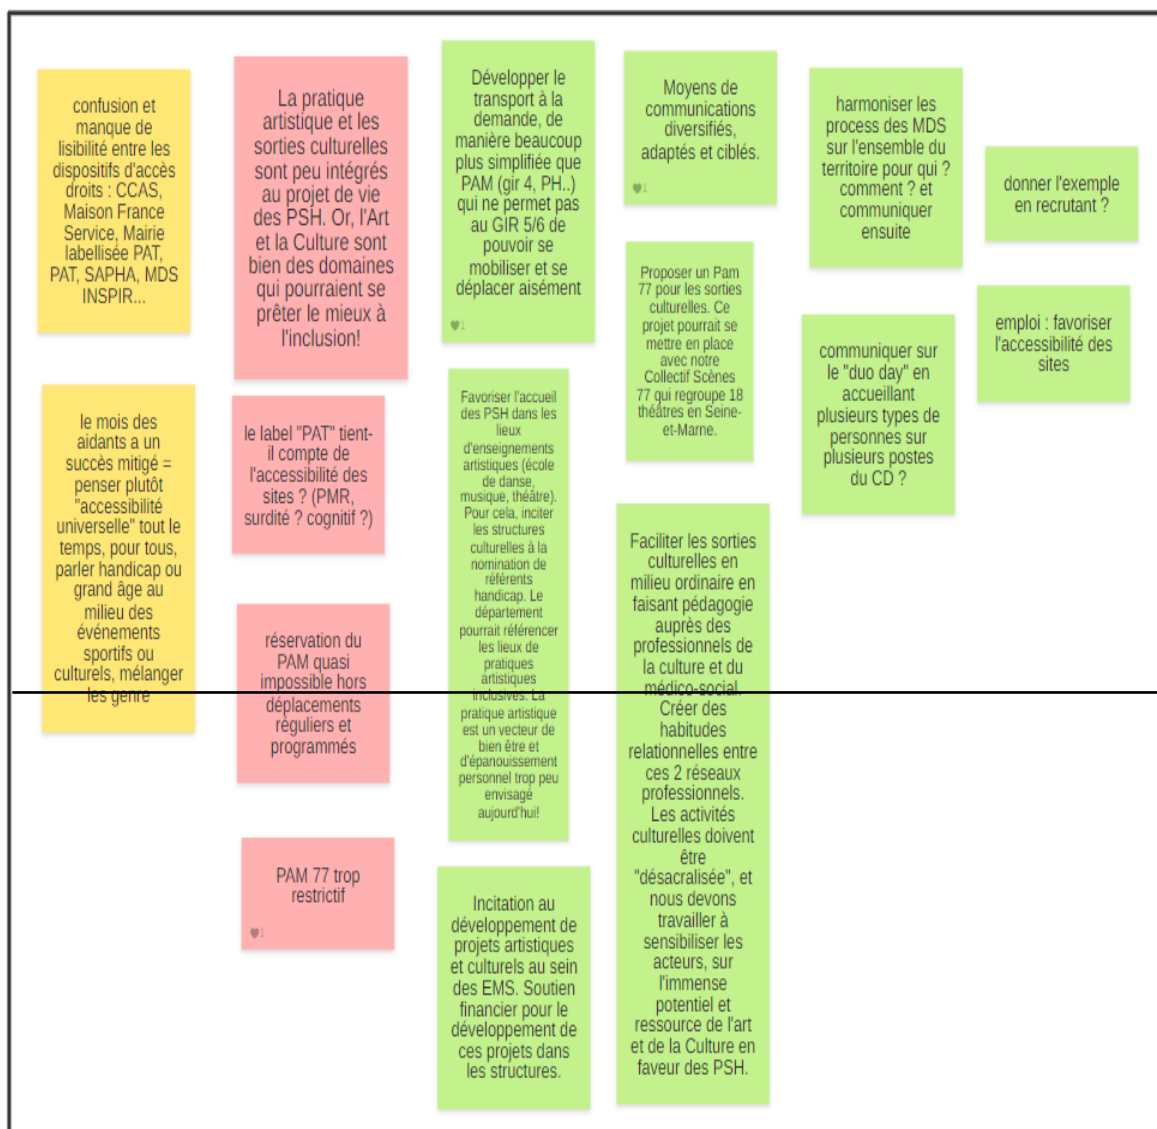 confusion et
manque de
lisibilité entre les
dispositifs d'accès
droits : CCAS,
Maison France
Service, Mairie
labellisée PAT,
PAT, SAPHA, MDS
INSPIR...
le mois des
aidants a un
succès mitigé =
penser plutôt
"accessibilité
universelle" tout le
temps, pour tous,
parler handicap ou
grand âge au
milieu des
événements
sportifs ou
culturels, mélanger
les genre
La pratique
artistique et les
sorties culturelles
sont peu intégrés
au projet de vie
des PSH. Or, l'Art
et la Culture sont
bien des domaines
qui pourraient se
prêter le mieux à
l'inclusion!
le label "PAT" tient-
il compte de
l'accessibilité des
sites ? (PMR,
surdité ? cognitif ?)
réservation du
PAM quasi
impossible hors
déplacements
réguliers et
programmés
PAM 77 trop
restrictif
1
Développer le
transport à la
demande, de
manière beaucoup
plus simplifiée que
PAM (gir 4, PH..)
qui ne permet pas
au GIR 5/6 de
pouvoir se
mobiliser et se
déplacer aisément
1
Favoriser l'accueil
des PSH dans les
lieux
d'enseignements
artistiques (école
de danse,
musique, théâtre).
Pour cela, inciter
les structures
culturelles à la
nomination de
référents
handicap. Le
département
pourrait référencer
les lieux de
pratiques
artistiques
inclusives. La
pratique artistique
est un vecteur de
bien être et
d'épanouissement
personnel trop peu
envisagé
aujourd'hui!
Incitation au
développement de
projets artistiques
et culturels au sein
des EMS. Soutien
financier pour le
développement de
ces projets dans
les structures.
Moyens de
communications
diversifiés,
adaptés et ciblés.
1
Proposer un Pam
77 pour les sorties
culturelles. Ce
projet pourrait se
mettre en place
avec notre
Collectif Scènes
77 qui regroupe 18
théâtres en Seine-
et-Marne.
Faciliter les sorties
culturelles en
milieu ordinaire en
faisant pédagogie
auprès des
professionnels de
la culture et du
médico-social.
Créer des
habitudes
relationnelles entre
ces 2 réseaux
professionnels.
Les activités
culturelles doivent
être
"désacralisée", et
nous devons
travailler à
sensibiliser les
acteurs, sur
l'immense
potentiel et
ressource de l'art
et de la Culture en
faveur des PSH.
harmoniser les
process des MDS
sur l'ensemble du
territoire pour qui ?
comment ? et
communiquer
ensuite
communiquer sur
le "duo day" en
accueillant
plusieurs types de
personnes sur
plusieurs postes
du CD ?
donner l'exemple
en recrutant ?
emploi : favoriser
l'accessibilité des
sites